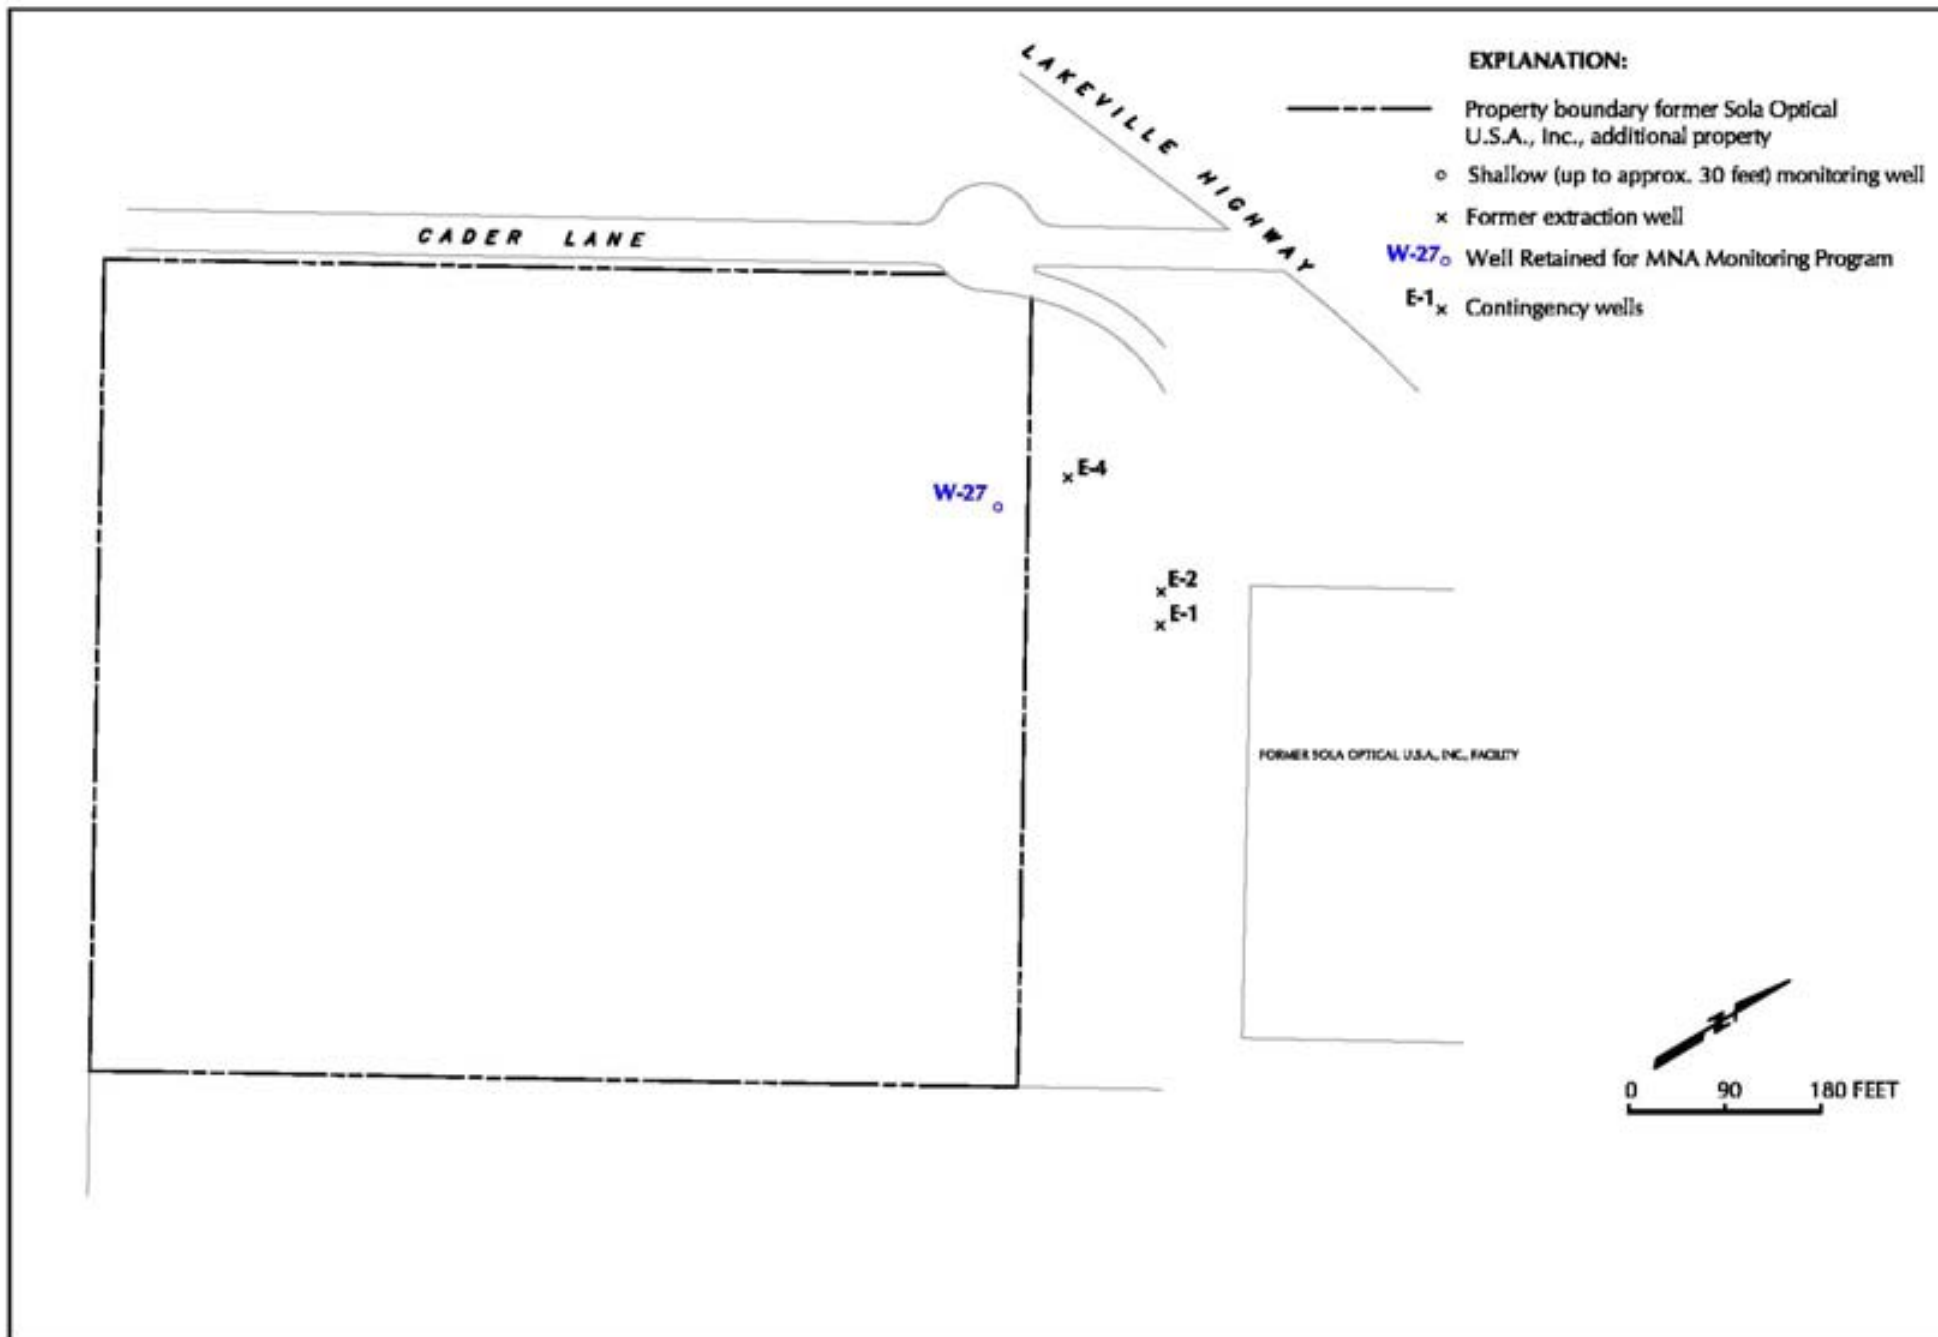 LAKEVILLE HIGHWAY
EXPLANATION:
Property boundary former Sola Optical
U.S.A., Inc., additional property
Shallow (up to approx. 30 feet) monitoring well
CADER LANE
Former extraction well
W-27 Well Retained for MNA Monitoring Program
E-1 Contingency wells
E-4
W-27
E-2
E-1
FORMER SOLA OPTICAL U.S.A., INC., FACILITY
N
0 90 180 FEET